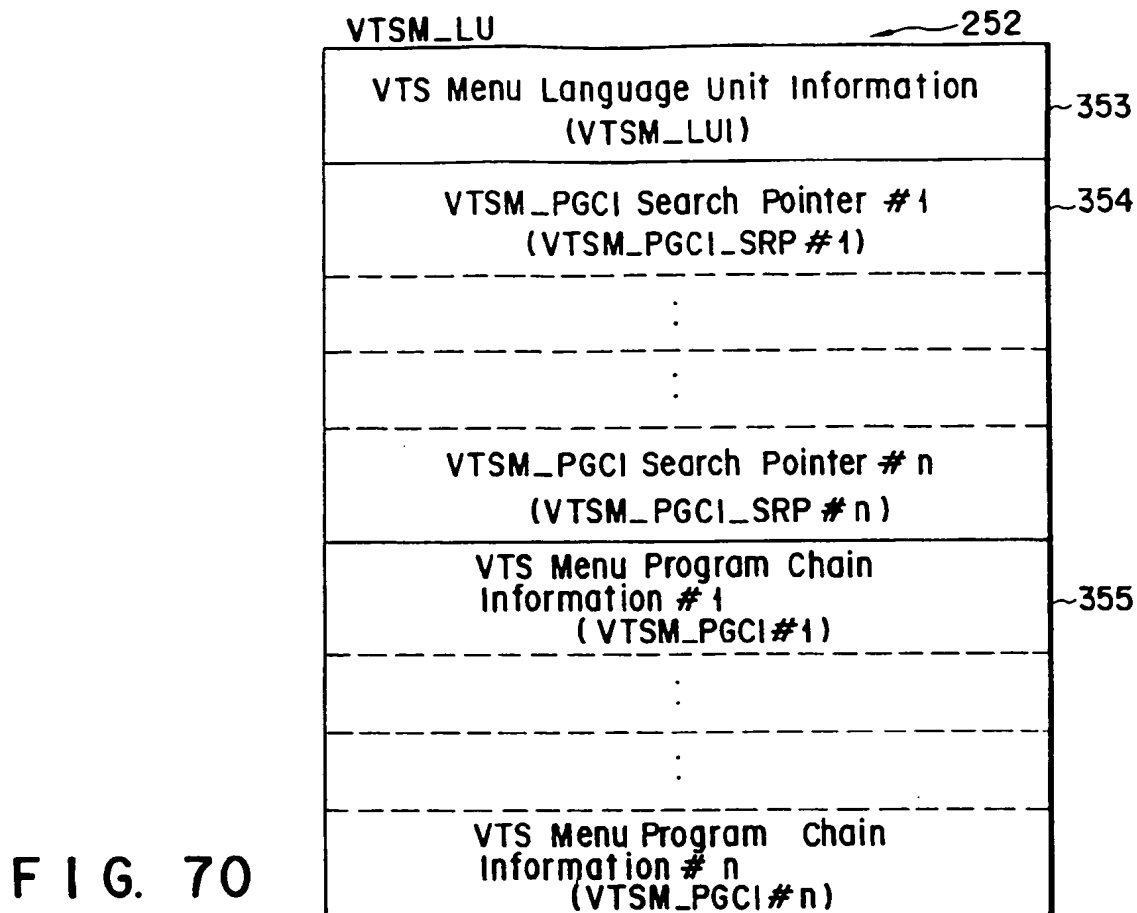 VTSM_LU
252
VTS Menu Language Unit Information
(VTSM_LUI)
353
VTSM_PGCI Search Pointer #1
(VTSM_PGCI_SRP #1)
354
VTSM_PGCI Search Pointer # n
(VTSM_PGCI_SRP # n)
VTS Menu Program Chain
Information # 1
(VTSM_PGCI#1)
355
VTS Menu Program Chain
Information # n
(VTSM_PGCI#n)
FIG. 70